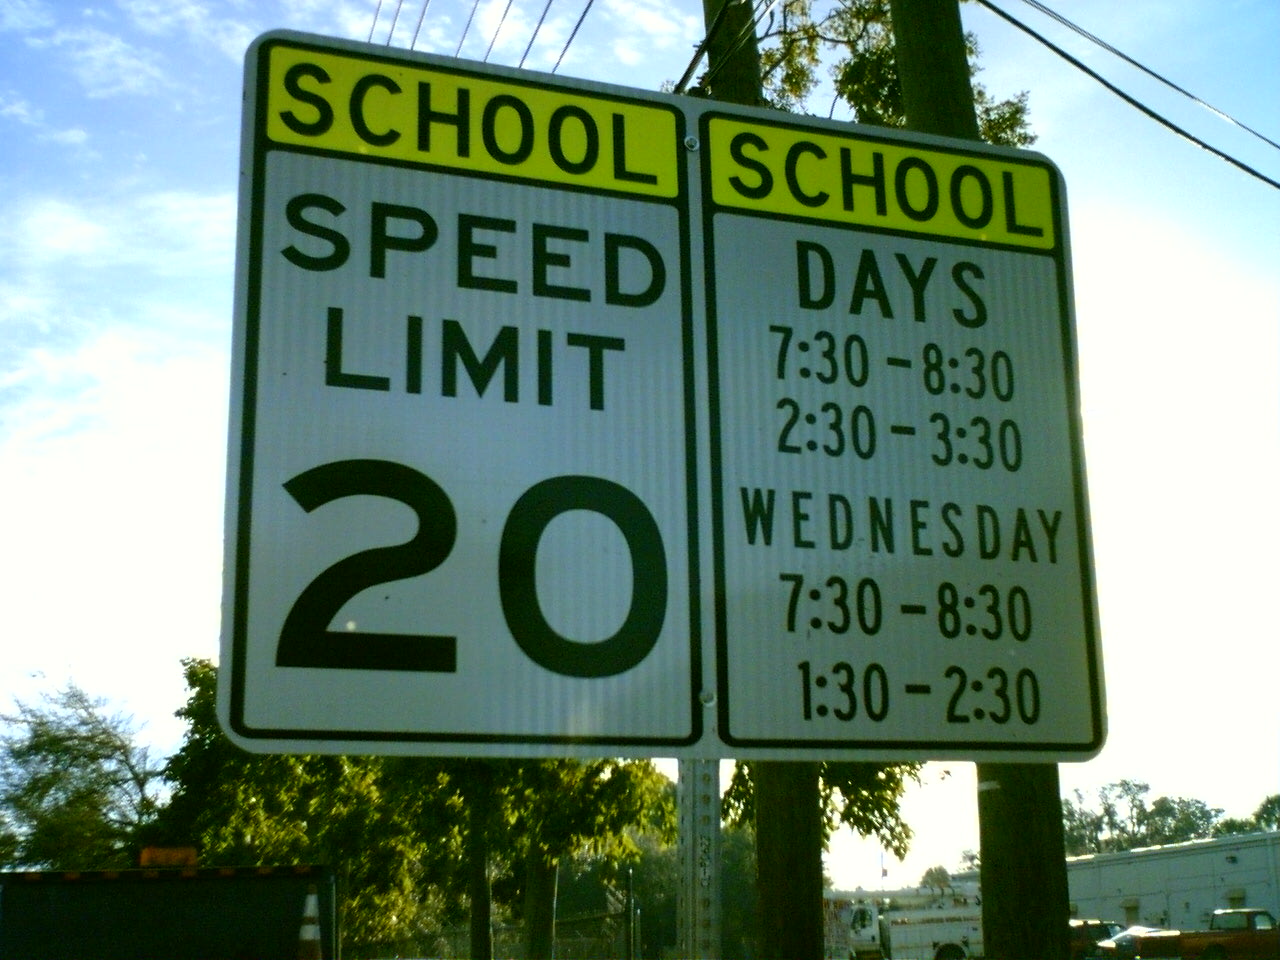 SCHOOL
SPEED
LIMIT
20
SCHOOL
DAYS
7:30 - 8:30
2:30 - 3:30
WEDNESDAY
7:30 - 8:30
1:30 - 2:30